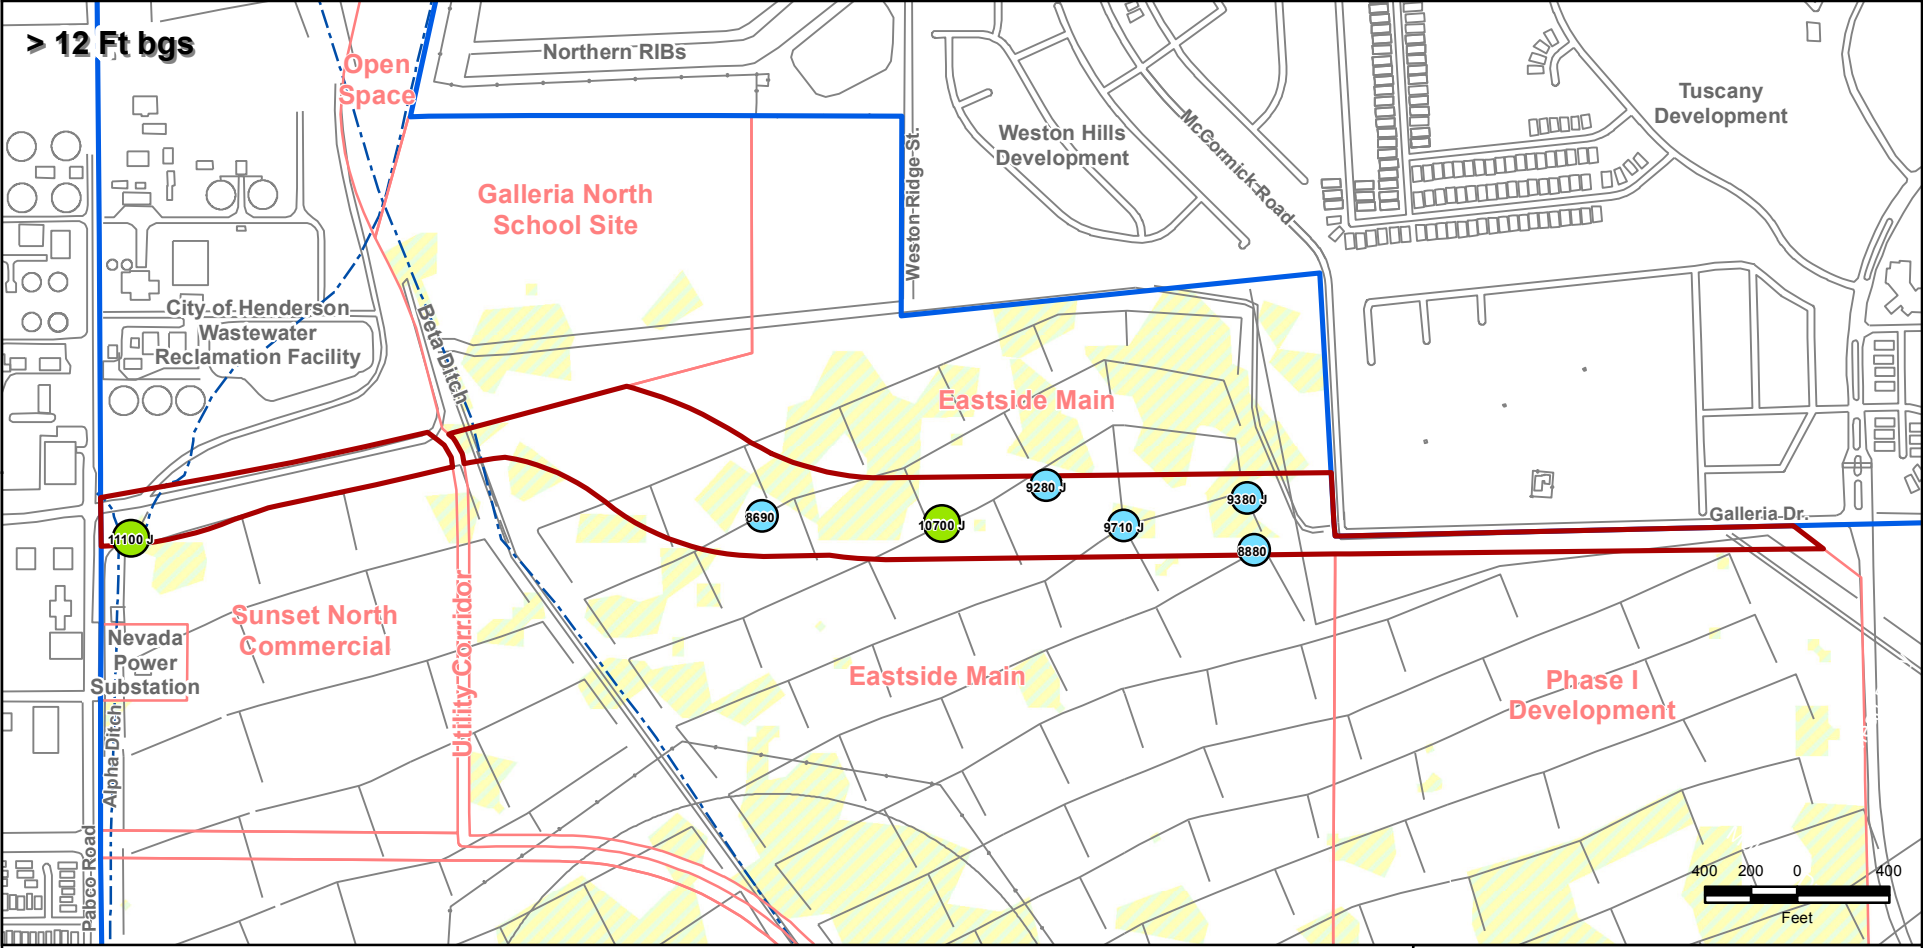 > 12 Ft bgs
Open
Space
Northern RIBs
Tuscany
Development
Weston Hills
Development
McCormick Road
Weston Ridge St.
Galleria North
School Site
City of Henderson
Wastewater
Reclamation Facility
Beta Ditch
Eastside Main
9280 J
9380 J
8690
10700 J
9710 J
8880
11100 J
Galleria Dr.
Sunset North
Commercial
Nevada
Power
Substation
Utility Corridor
Eastside Main
Phase I
Development
Alpha Ditch
Pabco Road
400 200 0 400
Feet